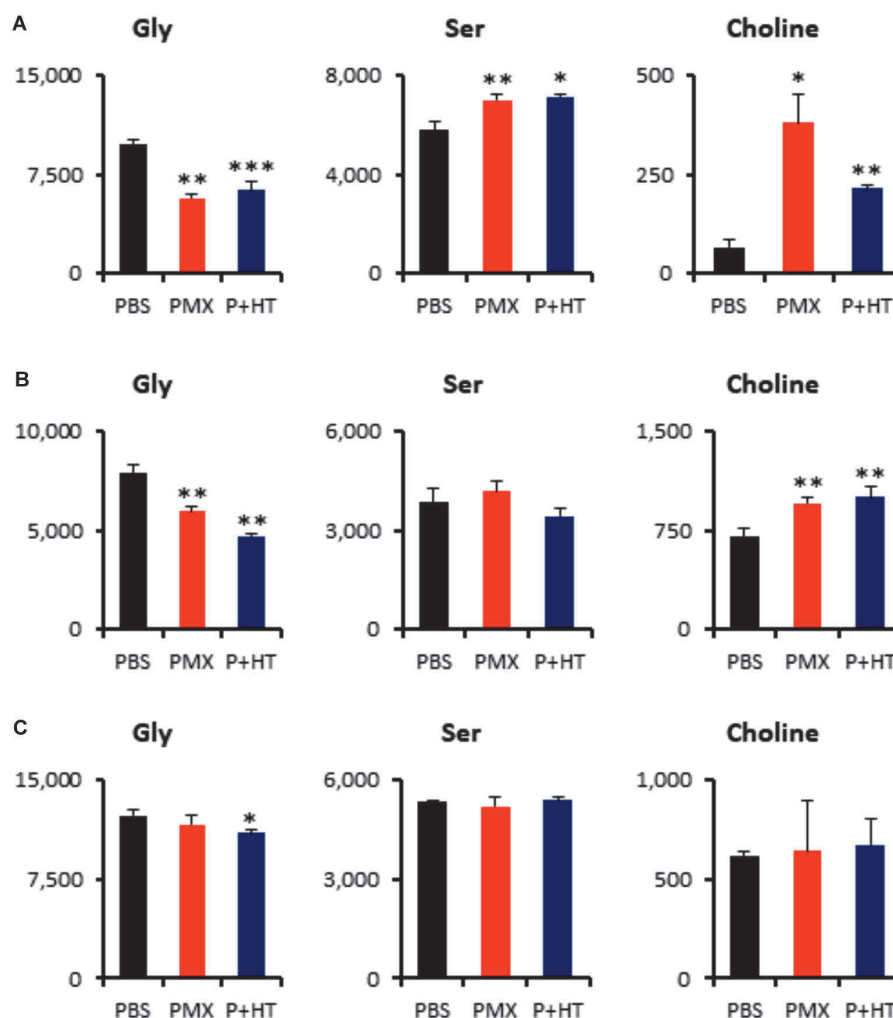 A
Gly Ser Choline
15,000 8,000 500
** *** ** * * **
7,500 4,000 250
0 0 0
PBS PMX P+HT PBS PMX P+HT PBS PMX P+HT
B
Gly Ser Choline
10,000 6,000 1,500
** ** ** **
5,000 3,000 750
0 0 0
PBS PMX P+HT PBS PMX P+HT PBS PMX P+HT
C
Gly Ser Choline
15,000 6,000 1,000
*
7,500 3,000 500
0 0 0
PBS PMX P+HT PBS PMX P+HT PBS PMX P+HT